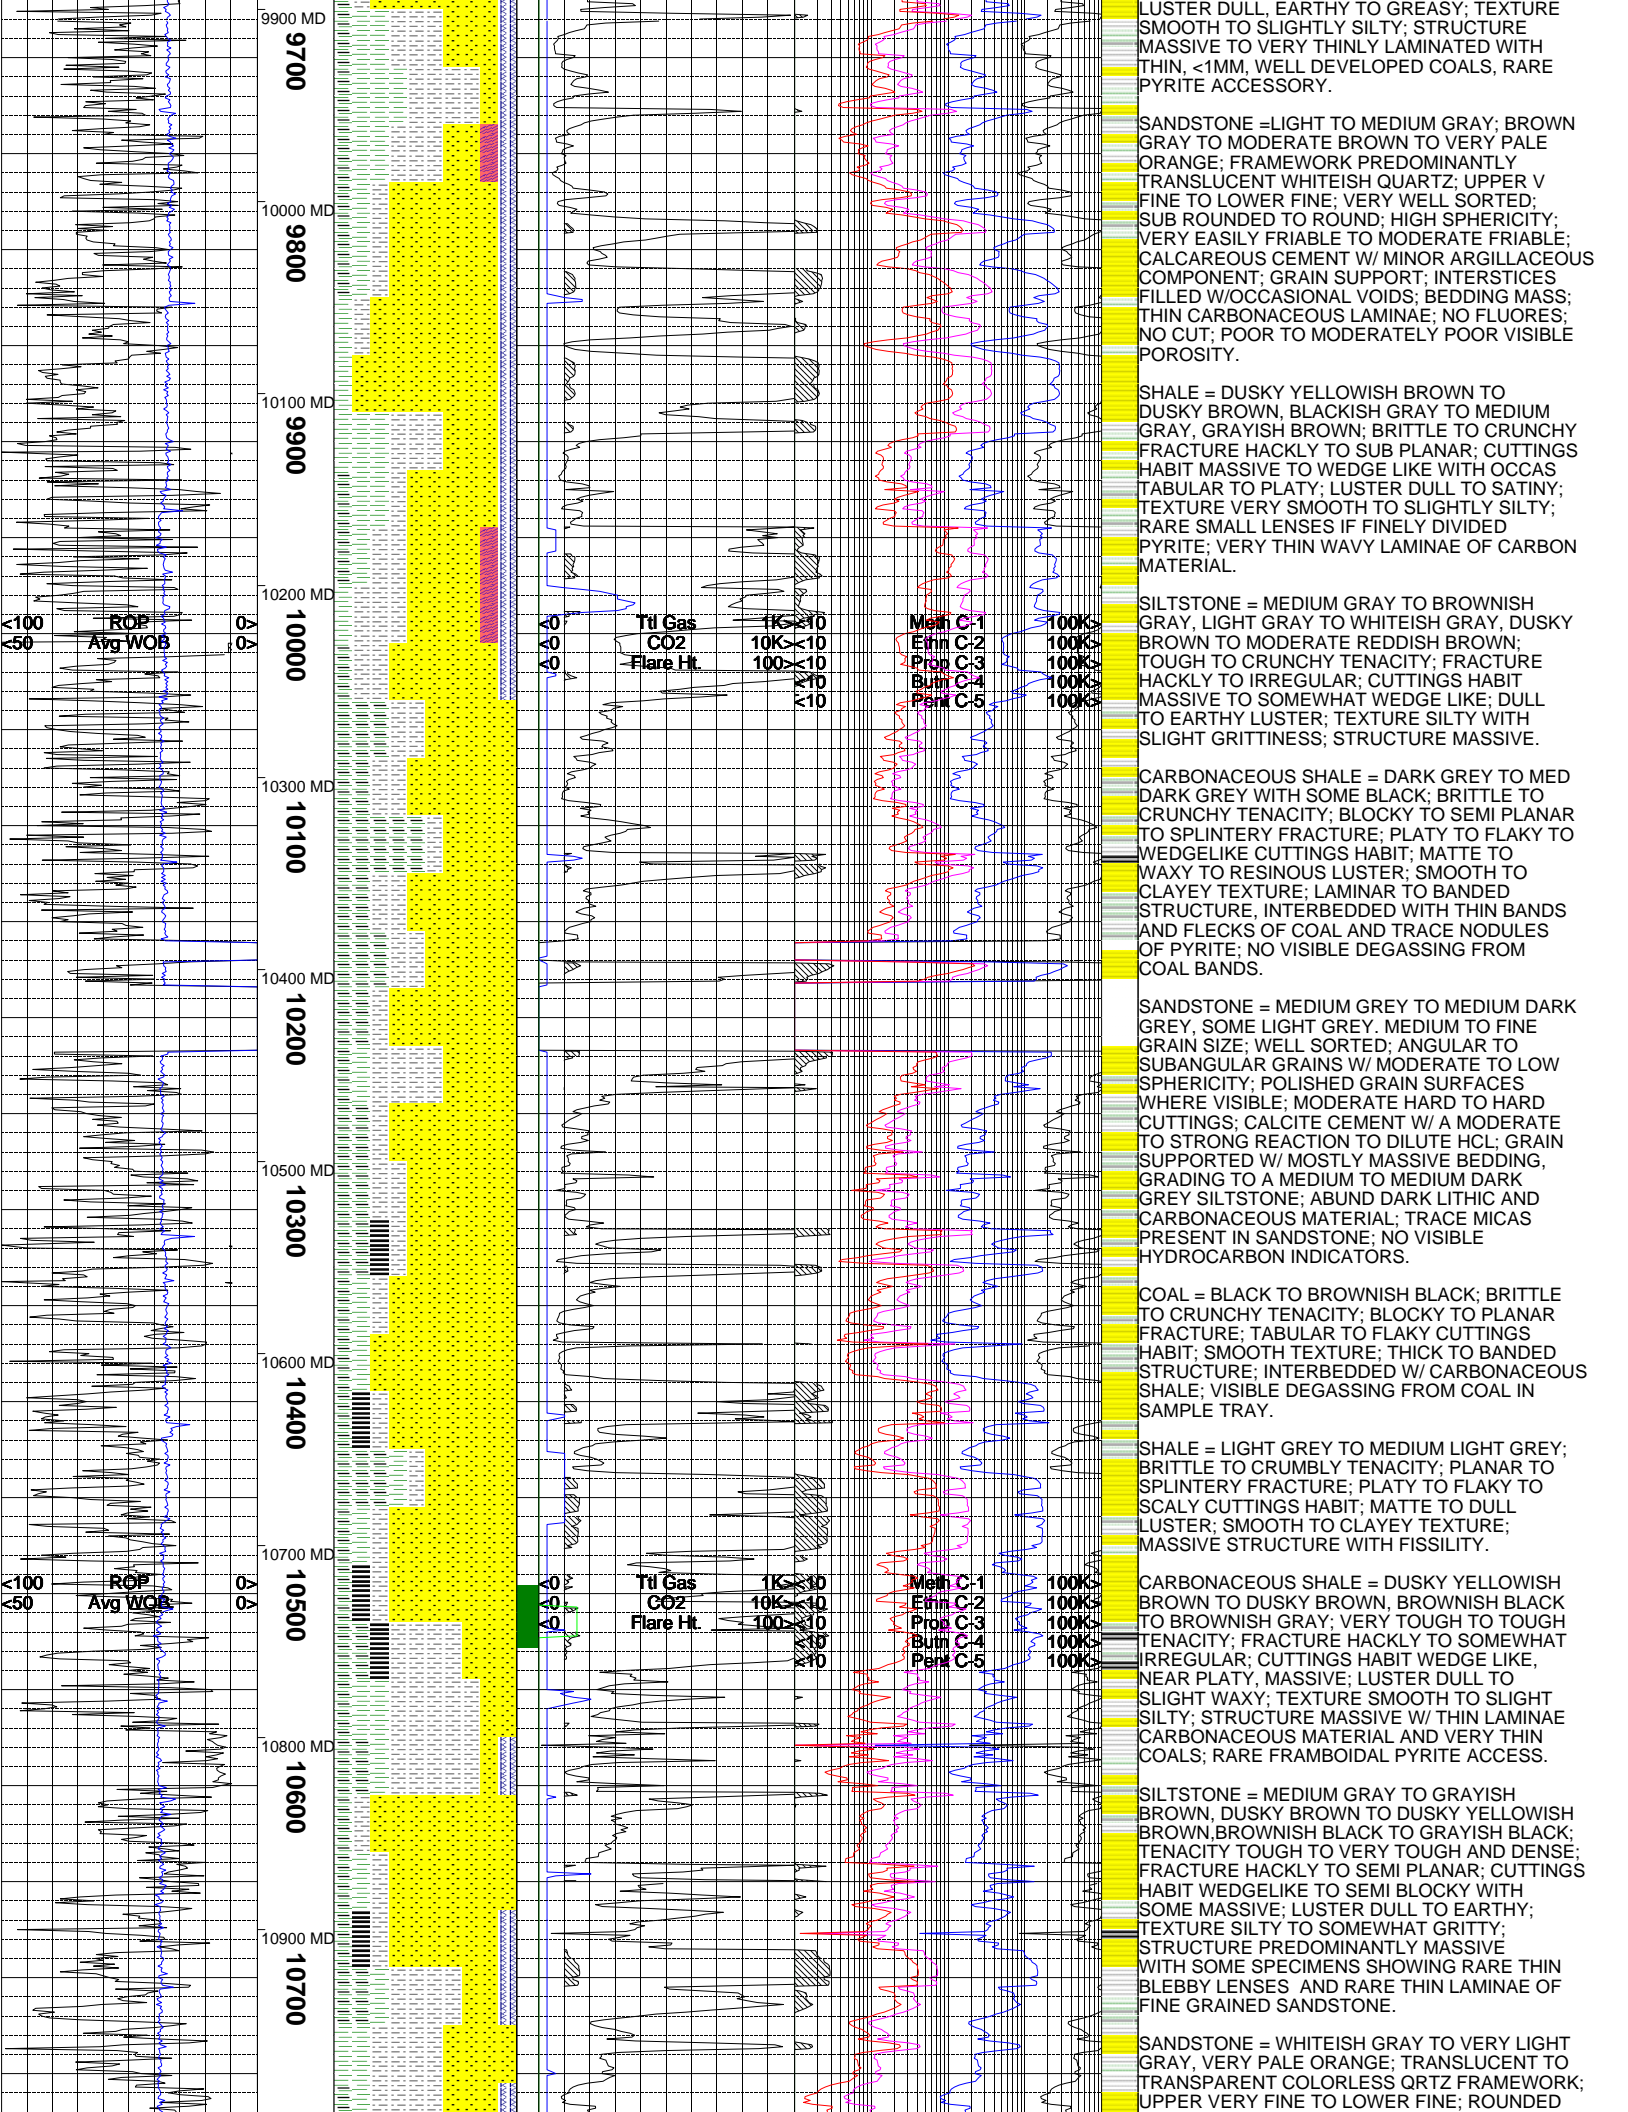 9900 MD
9700
10000 MD
9800
10100 MD
9900
10200 MD
<100 ROP 0>
<50 Avg WOB 0>
10000
<0 Ttl Gas 1K>
<0 CO2 10K>
<0 Flare Ht. 100>
<10 Meth C-1 100K>
<10 Ethn C-2 100K>
<10 Prop C-3 100K>
<10 Butn C-4 100K>
<10 Pent C-5 100K>
10300 MD
10100
10400 MD
10200
10500 MD
10300
10600 MD
10400
10700 MD
<100 ROP 0>
<50 Avg WOB 0>
10500
<0 Ttl Gas 1K>
<0 CO2 10K>
<0 Flare Ht. 100>
<10 Meth C-1 100K>
<10 Ethn C-2 100K>
<10 Prop C-3 100K>
<10 Butn C-4 100K>
<10 Pent C-5 100K>
10800 MD
10600
10900 MD
10700
LUSTER DULL, EARTHY TO GREASY; TEXTURE
SMOOTH TO SLIGHTLY SILTY; STRUCTURE
MASSIVE TO VERY THINLY LAMINATED WITH
THIN, <1MM, WELL DEVELOPED COALS, RARE
PYRITE ACCESSORY.
SANDSTONE =LIGHT TO MEDIUM GRAY; BROWN
GRAY TO MODERATE BROWN TO VERY PALE
ORANGE; FRAMEWORK PREDOMINANTLY
TRANSLUCENT WHITEISH QUARTZ; UPPER V
FINE TO LOWER FINE; VERY WELL SORTED;
SUB ROUNDED TO ROUND; HIGH SPHERICITY;
VERY EASILY FRIABLE TO MODERATE FRIABLE;
CALCAREOUS CEMENT W/ MINOR ARGILLACEOUS
COMPONENT; GRAIN SUPPORT; INTERSTICES
FILLED W/OCCASIONAL VOIDS; BEDDING MASS;
THIN CARBONACEOUS LAMINAE; NO FLUORES;
NO CUT; POOR TO MODERATELY POOR VISIBLE
POROSITY.
SHALE = DUSKY YELLOWISH BROWN TO
DUSKY BROWN, BLACKISH GRAY TO MEDIUM
GRAY, GRAYISH BROWN; BRITTLE TO CRUNCHY
FRACTURE HACKLY TO SUB PLANAR; CUTTINGS
HABIT MASSIVE TO WEDGE LIKE WITH OCCAS
TABULAR TO PLATY; LUSTER DULL TO SATINY;
TEXTURE VERY SMOOTH TO SLIGHTLY SILTY;
RARE SMALL LENSES IF FINELY DIVIDED
PYRITE; VERY THIN WAVY LAMINAE OF CARBON
MATERIAL.
SILTSTONE = MEDIUM GRAY TO BROWNISH
GRAY, LIGHT GRAY TO WHITEISH GRAY, DUSKY
BROWN TO MODERATE REDDISH BROWN;
TOUGH TO CRUNCHY TENACITY; FRACTURE
HACKLY TO IRREGULAR; CUTTINGS HABIT
MASSIVE TO SOMEWHAT WEDGE LIKE; DULL
TO EARTHY LUSTER; TEXTURE SILTY WITH
SLIGHT GRITTINESS; STRUCTURE MASSIVE.
CARBONACEOUS SHALE = DARK GREY TO MED
DARK GREY WITH SOME BLACK; BRITTLE TO
CRUNCHY TENACITY; BLOCKY TO SEMI PLANAR
TO SPLINTERY FRACTURE; PLATY TO FLAKY TO
WEDGELIKE CUTTINGS HABIT; MATTE TO
WAXY TO RESINOUS LUSTER; SMOOTH TO
CLAYEY TEXTURE; LAMINAR TO BANDED
STRUCTURE, INTERBEDDED WITH THIN BANDS
AND FLECKS OF COAL AND TRACE NODULES
OF PYRITE; NO VISIBLE DEGASSING FROM
COAL BANDS.
SANDSTONE = MEDIUM GREY TO MEDIUM DARK
GREY, SOME LIGHT GREY. MEDIUM TO FINE
GRAIN SIZE; WELL SORTED; ANGULAR TO
SUBANGULAR GRAINS W/ MODERATE TO LOW
SPHERICITY; POLISHED GRAIN SURFACES
WHERE VISIBLE; MODERATE HARD TO HARD
CUTTINGS; CALCITE CEMENT W/ A MODERATE
TO STRONG REACTION TO DILUTE HCL; GRAIN
SUPPORTED W/ MOSTLY MASSIVE BEDDING,
GRADING TO A MEDIUM TO MEDIUM DARK
GREY SILTSTONE; ABUND DARK LITHIC AND
CARBONACEOUS MATERIAL; TRACE MICAS
PRESENT IN SANDSTONE; NO VISIBLE
HYDROCARBON INDICATORS.
COAL = BLACK TO BROWNISH BLACK; BRITTLE
TO CRUNCHY TENACITY; BLOCKY TO PLANAR
FRACTURE; TABULAR TO FLAKY CUTTINGS
HABIT; SMOOTH TEXTURE; THICK TO BANDED
STRUCTURE; INTERBEDDED W/ CARBONACEOUS
SHALE; VISIBLE DEGASSING FROM COAL IN
SAMPLE TRAY.
SHALE = LIGHT GREY TO MEDIUM LIGHT GREY;
BRITTLE TO CRUMBLY TENACITY; PLANAR TO
SPLINTERY FRACTURE; PLATY TO FLAKY TO
SCALY CUTTINGS HABIT; MATTE TO DULL
LUSTER; SMOOTH TO CLAYEY TEXTURE;
MASSIVE STRUCTURE WITH FISSILITY.
CARBONACEOUS SHALE = DUSKY YELLOWISH
BROWN TO DUSKY BROWN, BROWNISH BLACK
TO BROWNISH GRAY; VERY TOUGH TO TOUGH
TENACITY; FRACTURE HACKLY TO SOMEWHAT
IRREGULAR; CUTTINGS HABIT WEDGE LIKE,
NEAR PLATY, MASSIVE; LUSTER DULL TO
SLIGHT WAXY; TEXTURE SMOOTH TO SLIGHT
SILTY; STRUCTURE MASSIVE W/ THIN LAMINAE
CARBONACEOUS MATERIAL AND VERY THIN
COALS; RARE FRAMBOIDAL PYRITE ACCESS.
SILTSTONE = MEDIUM GRAY TO GRAYISH
BROWN, DUSKY BROWN TO DUSKY YELLOWISH
BROWN,BROWNISH BLACK TO GRAYISH BLACK;
TENACITY TOUGH TO VERY TOUGH AND DENSE;
FRACTURE HACKLY TO SEMI PLANAR; CUTTINGS
HABIT WEDGELIKE TO SEMI BLOCKY WITH
SOME MASSIVE; LUSTER DULL TO EARTHY;
TEXTURE SILTY TO SOMEWHAT GRITTY;
STRUCTURE PREDOMINANTLY MASSIVE
WITH SOME SPECIMENS SHOWING RARE THIN
BLEBBY LENSES  AND RARE THIN LAMINAE OF
FINE GRAINED SANDSTONE.
SANDSTONE = WHITEISH GRAY TO VERY LIGHT
GRAY, VERY PALE ORANGE; TRANSLUCENT TO
TRANSPARENT COLORLESS QRTZ FRAMEWORK;
UPPER VERY FINE TO LOWER FINE; ROUNDED